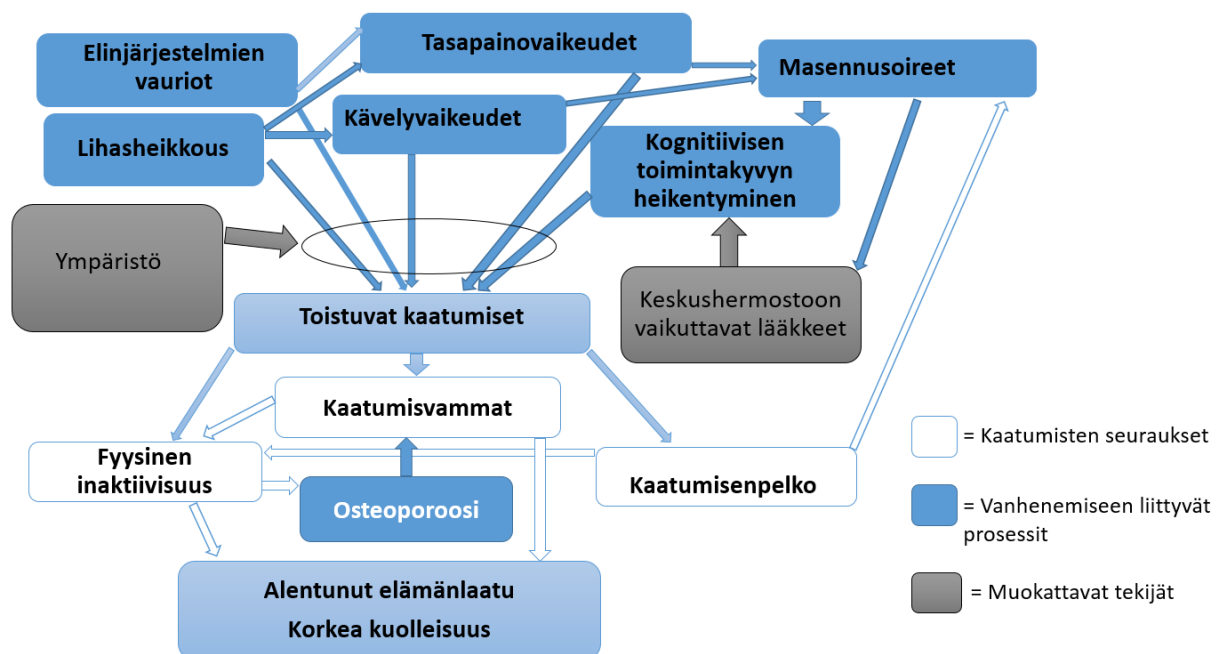 Elinjärjestelmien
vauriot
Tasapainovaikeudet
Masennusoireet
Lihasheikkous
Kävelyvaikeudet
Kognitiivisen
toimintakyvyn
heikentyminen
Ympäristö
Keskushermostoon
vaikuttavat lääkkeet
Toistuvat kaatumiset
Kaatumisvammat
Fyysinen
inaktiivisuus
Osteoporoosi
Kaatumisenpelko
Alentunut elämänlaatu
Korkea kuolleisuus
= Kaatumisten seuraukset
= Vanhenemiseen liittyvät
prosessit
= Muokattavat tekijät